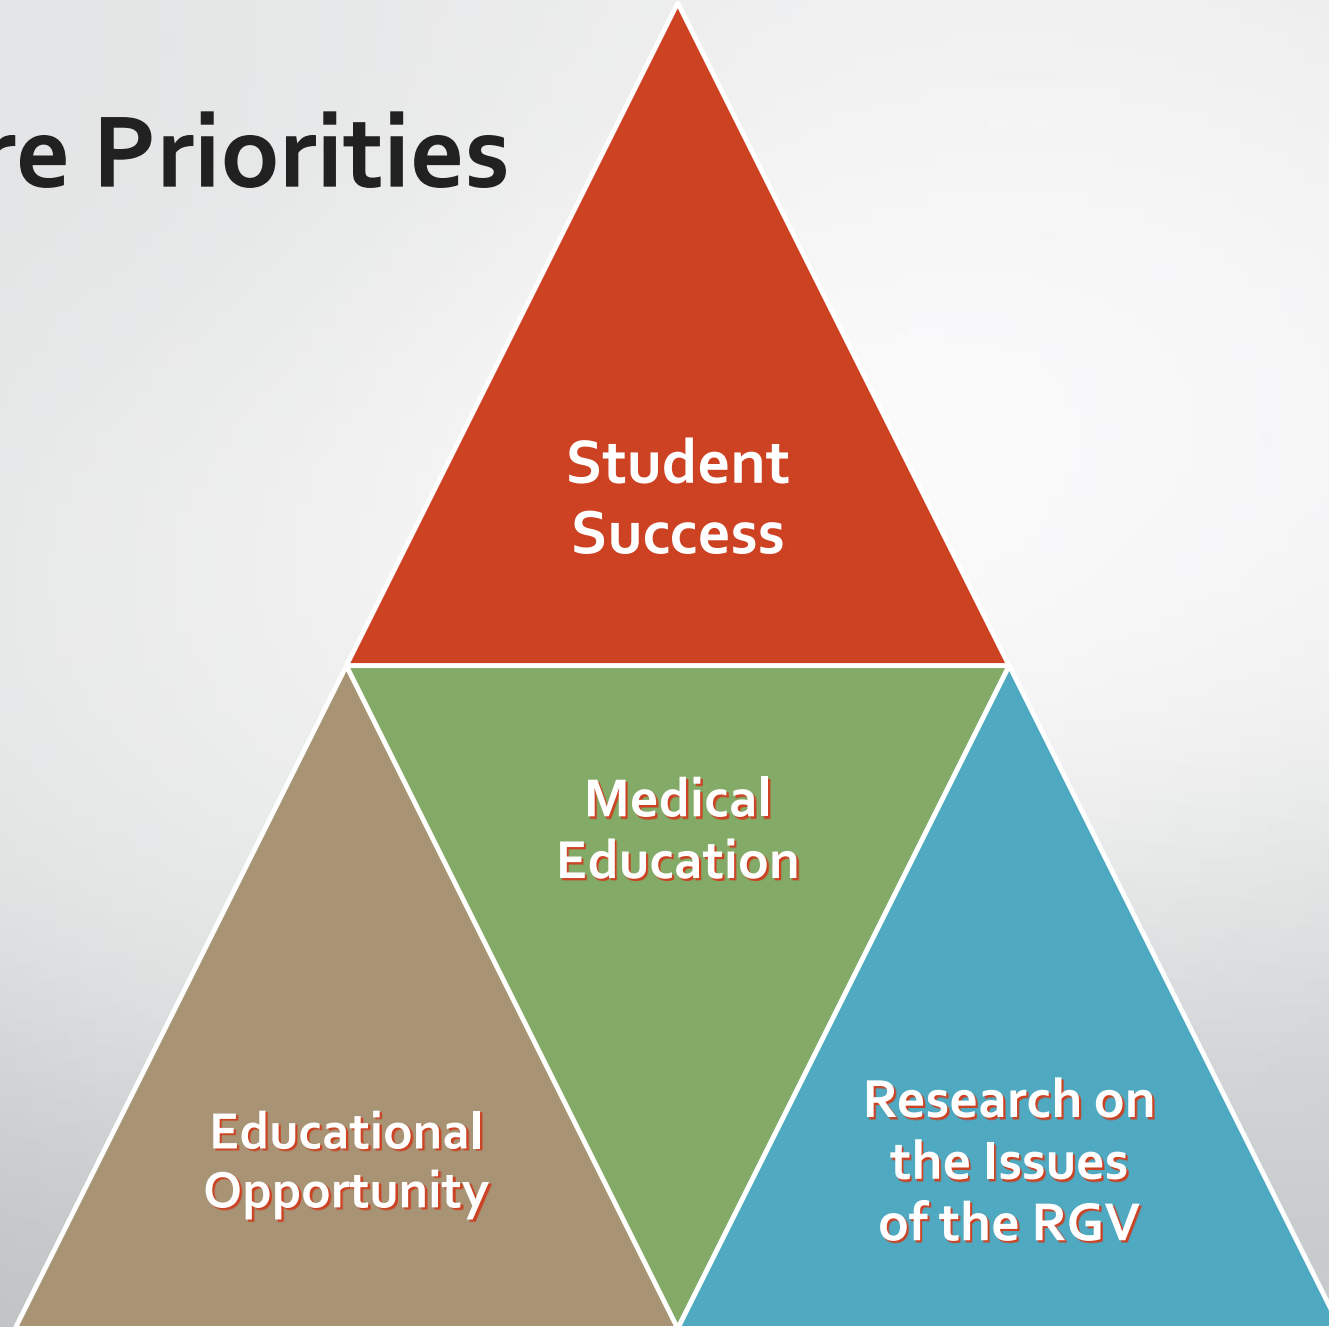 re Priorities
Student
Success
Medical
Education
Educational
Opportunity
Research on
the Issues
of the RGV